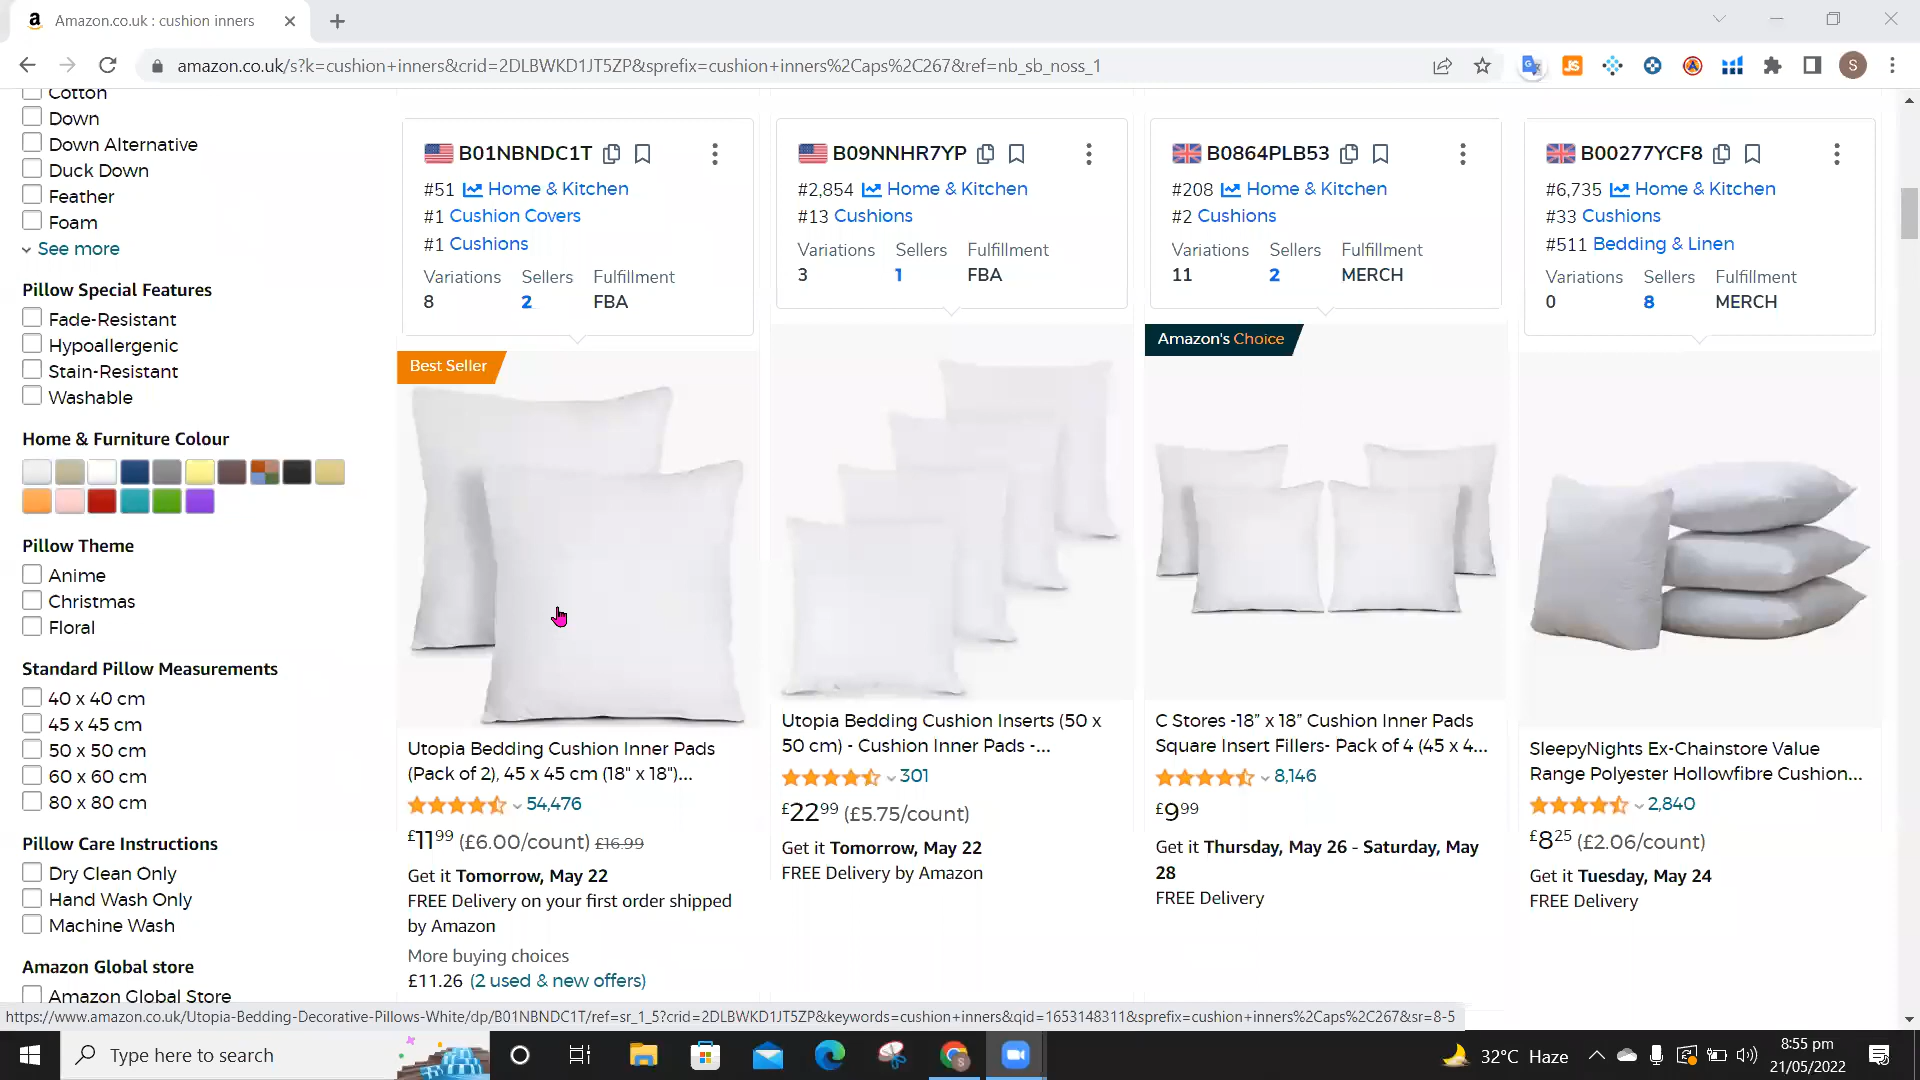 Amazon.co.uk : cushion inners
amazon.co.uk/s?k=cushion+inners&crid=2DLBWKD1JT5ZP&sprefix=cushion+inners%2Caps%2C267&ref=nb_sb_noss_1
S
Cotton
Down
Down Alternative
Duck Down
Feather
Foam
See more
Pillow Special Features
Fade-Resistant
Hypoallergenic
Stain-Resistant
Washable
Home & Furniture Colour
Pillow Theme
Anime
Christmas
Floral
Standard Pillow Measurements
40 x 40 cm
45 x 45 cm
50 x 50 cm
60 x 60 cm
80 x 80 cm
Pillow Care Instructions
Dry Clean Only
Hand Wash Only
Machine Wash
Amazon Global store
Amazon Global Store
B01NBNDC1T
#51 Home & Kitchen
#1 Cushion Covers
#1 Cushions
Variations Sellers Fulfillment
8 2 FBA
Best Seller
Utopia Bedding Cushion Inner Pads
(Pack of 2), 45 x 45 cm (18" x 18")...
54,476
£11.99 (£6.00/count) £16.99
Get it Tomorrow, May 22
FREE Delivery on your first order shipped
by Amazon
More buying choices
£11.26 (2 used & new offers)
B09NNHR7YP
#2,854 Home & Kitchen
#13 Cushions
Variations Sellers Fulfillment
3 1 FBA
Utopia Bedding Cushion Inserts (50 x
50 cm) - Cushion Inner Pads -...
301
£22.99 (£5.75/count)
Get it Tomorrow, May 22
FREE Delivery by Amazon
B0864PLB53
#208 Home & Kitchen
#2 Cushions
Variations Sellers Fulfillment
11 2 MERCH
Amazon's Choice
C Stores -18” x 18” Cushion Inner Pads
Square Insert Fillers- Pack of 4 (45 x 4...
8,146
£9.99
Get it Thursday, May 26 - Saturday, May
28
FREE Delivery
B00277YCF8
#6,735 Home & Kitchen
#33 Cushions
#511 Bedding & Linen
Variations Sellers Fulfillment
0 8 MERCH
SleepyNights Ex-Chainstore Value
Range Polyester Hollowfibre Cushion...
2,840
£8.25 (£2.06/count)
Get it Tuesday, May 24
FREE Delivery
https://www.amazon.co.uk/Utopia-Bedding-Decorative-Pillows-White/dp/B01NBNDC1T/ref=sr_1_5?crid=2DLBWKD1JT5ZP&keywords=cushion+inners&qid=1653148311&sprefix=cushion+inners%2Caps%2C267&sr=8-5
Type here to search
32°C Haze
8:55 pm
21/05/2022